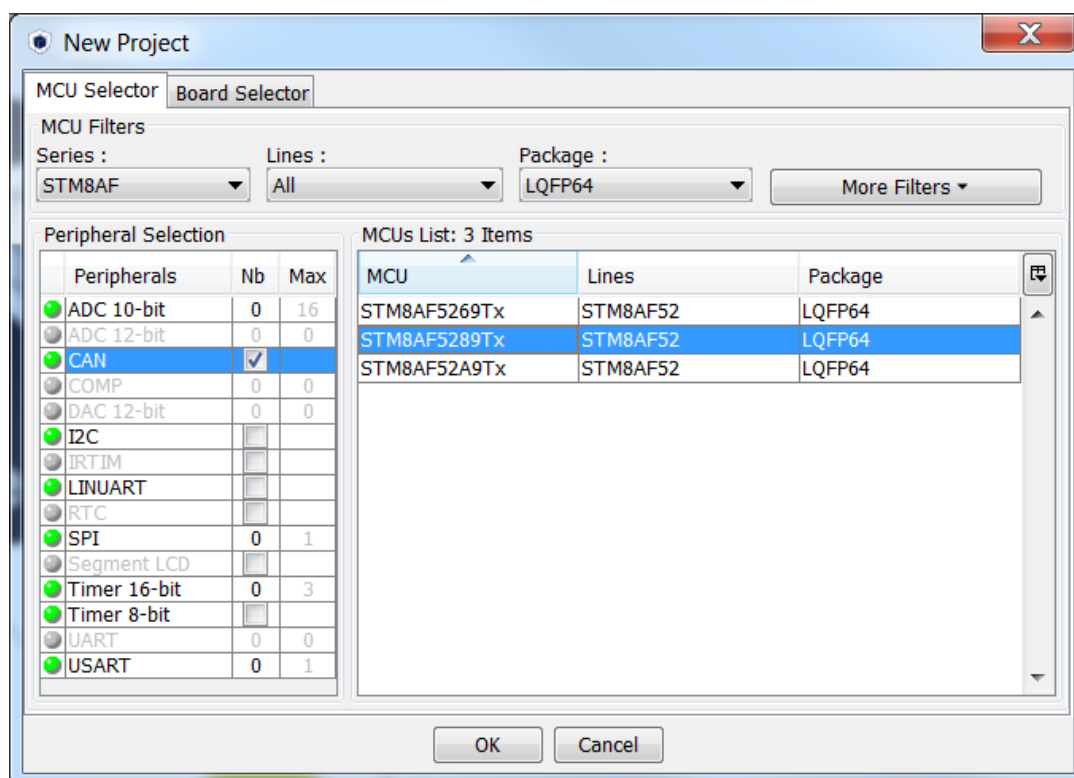 New Project
MCU Selector Board Selector
MCU Filters
Series : Lines : Package :
STM8AF All LQFP64 More Filters
Peripheral Selection MCUs List: 3 Items
Peripherals Nb Max MCU Lines Package
ADC 10-bit 0 16 STM8AF5269Tx STM8AF52 LQFP64
ADC 12-bit 0 0 STM8AF5289Tx STM8AF52 LQFP64
CAN STM8AF52A9Tx STM8AF52 LQFP64
COMP 0 0
DAC 12-bit 0 0
I2C
IRTIM
LINUART
RTC
SPI 0 1
Segment LCD
Timer 16-bit 0 3
Timer 8-bit
UART 0 0
USART 0 1
OK Cancel